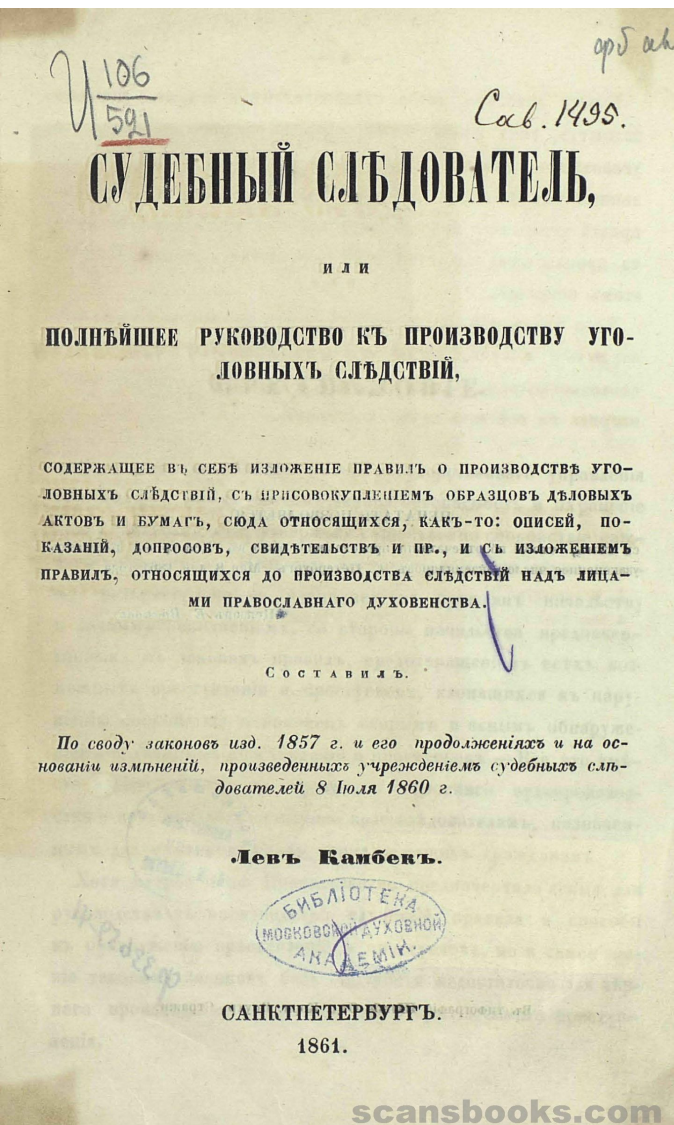 орб ав
И 106
591
Сав. 1495.
СУДЕБНЫЙ СЛѢДОВАТЕЛЬ,
ИЛИ
ПОЛНѢЙШЕЕ РУКОВОДСТВО КЪ ПРОИЗВОДСТВУ УГО-
ЛОВНЫХЪ СЛѢДСТВІЙ,
СОДЕРЖАЩЕЕ ВЪ СЕБѢ ИЗЛОЖЕНІЕ ПРАВИЛЪ О ПРОИЗВОДСТВѢ УГО-
ЛОВНЫХЪ СЛѢДСТВІЙ, СЪ ПРИСОВОКУПЛЕНІЕМЪ ОБРАЗЦОВЪ ДѢЛОВЫХЪ
АКТОВЪ И БУМАГЪ, СЮДА ОТНОСЯЩИХСЯ, КАКЪ-ТО: ОПИСЕЙ, ПО-
КАЗАНІЙ, ДОПРОСОВЪ, СВИДѢТЕЛЬСТВЪ И ПР., И СЪ ИЗЛОЖЕНІЕМЪ
ПРАВИЛЪ, ОТНОСЯЩИХСЯ ДО ПРОИЗВОДСТВА СЛѢДСТВІЙ НАДЪ ЛИЦА-
МИ ПРАВОСЛАВНАГО ДУХОВЕНСТВА.
Составилъ.
По своду законовъ изд. 1857 г. и его продолженіяхъ и на ос-
нованіи измѣненій, произведенныхъ учрежденіемъ судебныхъ слѣ-
дователей 8 Іюля 1860 г.
Левъ Камбекъ.
БИБЛІОТЕКА
МОСКОВСКОЙ ДУХОВНОЙ
АКАДЕМІИ.
САНКТПЕТЕРБУРГЪ.
1861.
scansbooks.com